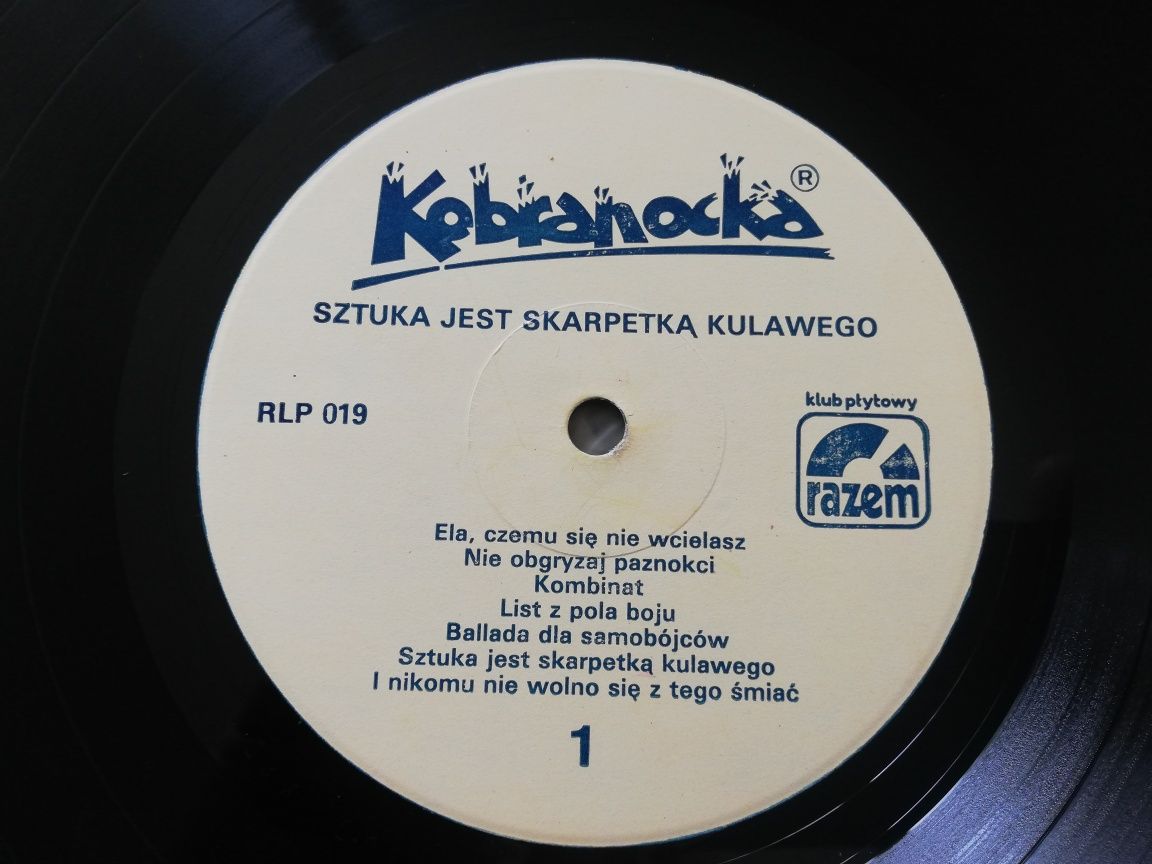 Kobranocka ®
SZTUKA JEST SKARPETKĄ KULAWEGO
RLP 019
klub płytowy
razem
Ela, czemu się nie wcielasz
Nie obgryzaj paznokci
Kombinat
List z pola boju
Ballada dla samobójców
Sztuka jest skarpetką kulawego
I nikomu nie wolno się z tego śmiać
1